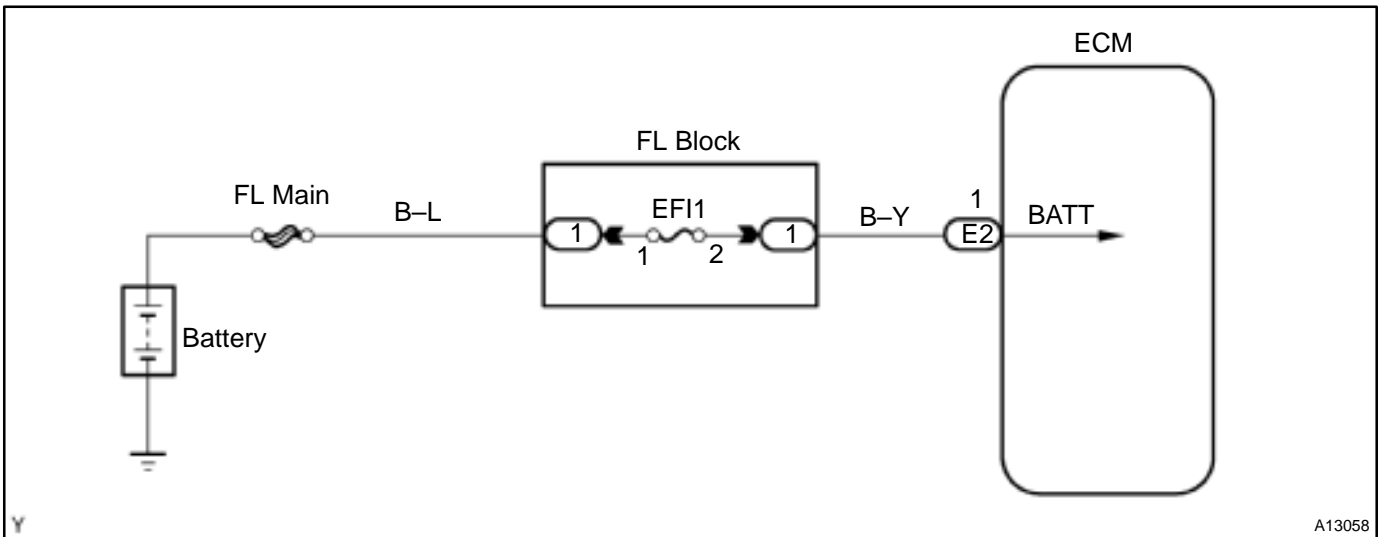 ECM
FL Block
FL Main
B–L
1
EFI1
1
2
1
B–Y
1
E2
BATT
Battery
Y
A13058